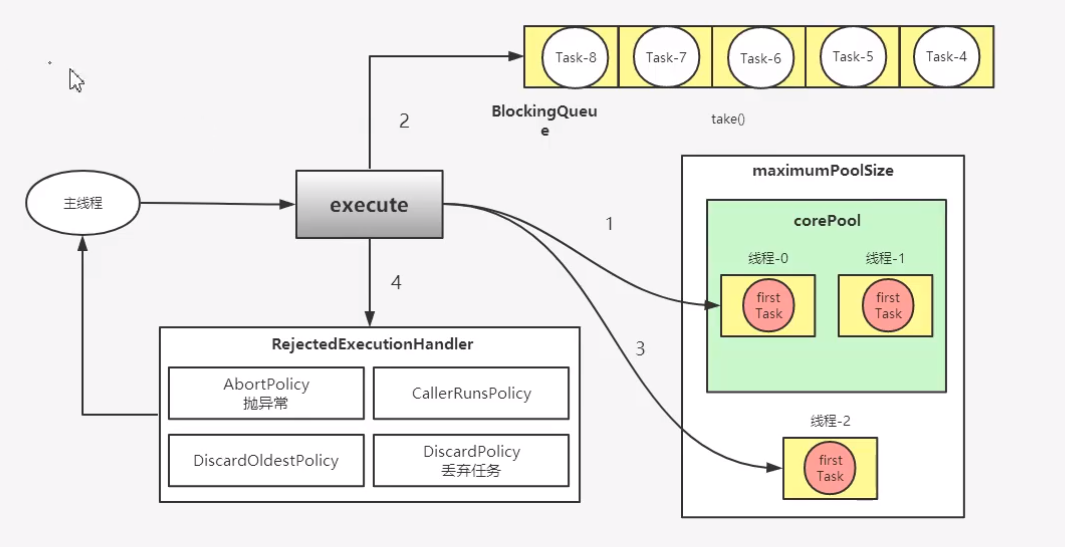 Task-8
Task-7
Task-6
Task-5
Task-4
BlockingQueu
e
take()
2
maximumPoolSize
主线程
execute
1
corePool
线程-0
线程-1
first
Task
first
Task
4
3
RejectedExecutionHandler
AbortPolicy
抛异常
CallerRunsPolicy
DiscardOldestPolicy
DiscardPolicy
丢弃任务
线程-2
first
Task